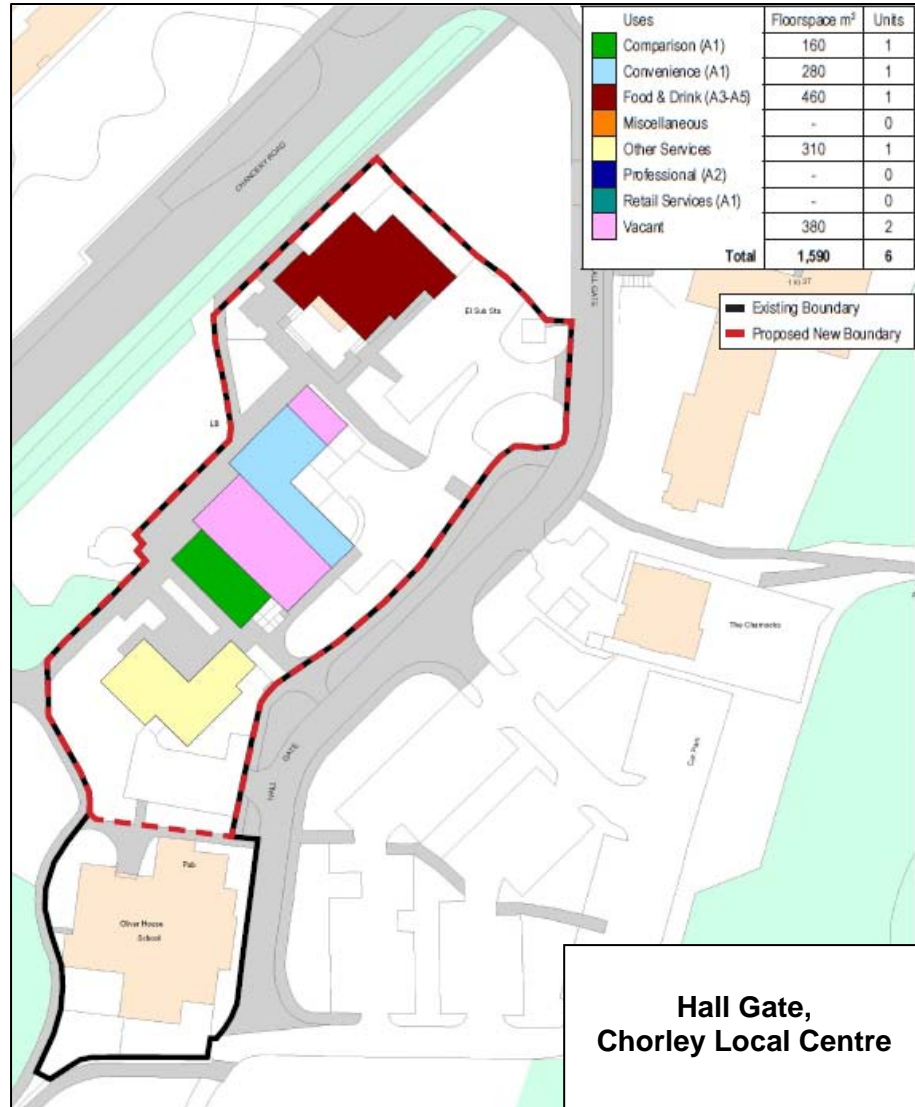 Uses Floorspace m² Units
Comparison (A1) 160 1
Convenience (A1) 280 1
Food & Drink (A3-A5) 460 1
Miscellaneous - 0
Other Services 310 1
Professional (A2) - 0
Retail Services (A1) - 0
Vacant 380 2
Total 1,590 6
Existing Boundary
Proposed New Boundary
CHANCERY ROAD
El Sub Sta
LB
The Charnocks
Car Park
HALL
GATE
Pub
Oliver House
School
Hall Gate,
Chorley Local Centre